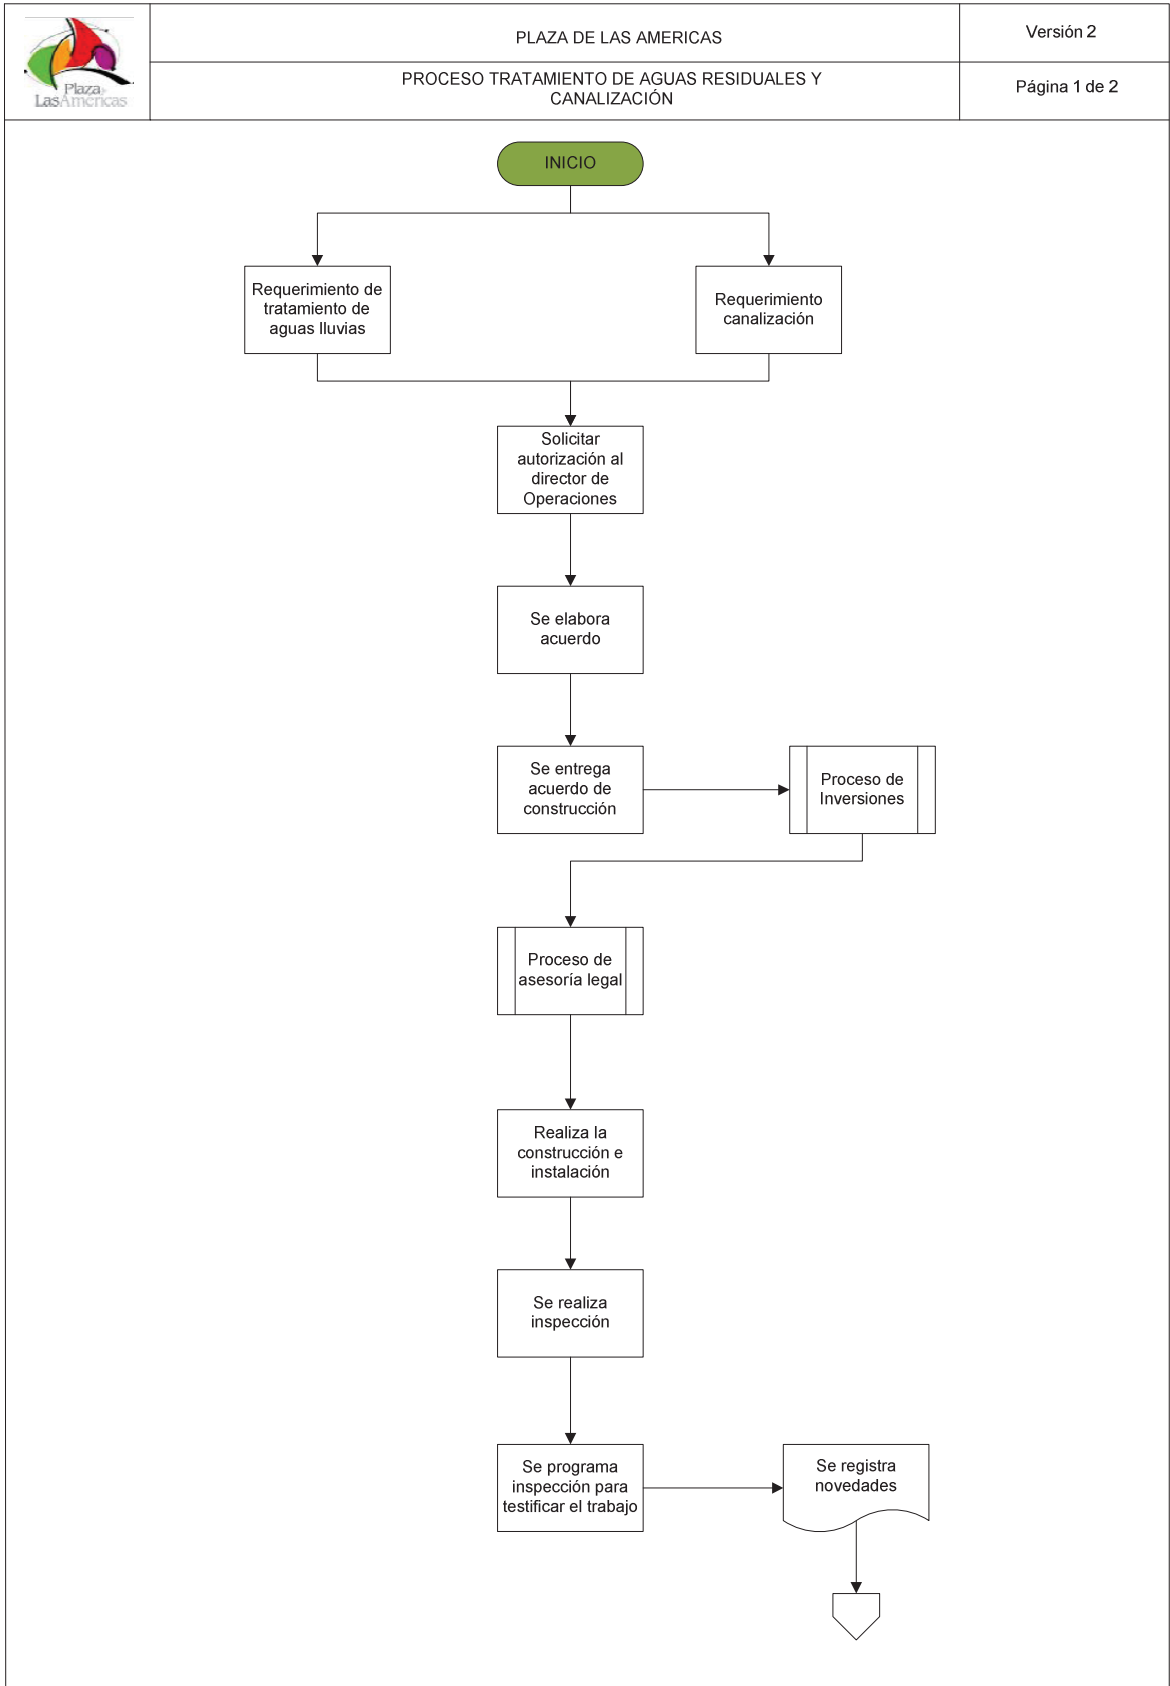 Plaza
LasAméricas
PLAZA DE LAS AMERICAS
Versión 2
PROCESO TRATAMIENTO DE AGUAS RESIDUALES Y
CANALIZACIÓN
Página 1 de 2
INICIO
Requerimiento de
tratamiento de
aguas lluvias
Requerimiento
canalización
Solicitar
autorización al
director de
Operaciones
Se elabora
acuerdo
Se entrega
acuerdo de
construcción
Proceso de
Inversiones
Proceso de
asesoría legal
Realiza la
construcción e
instalación
Se realiza
inspección
Se programa
inspección para
testificar el trabajo
Se registra
novedades